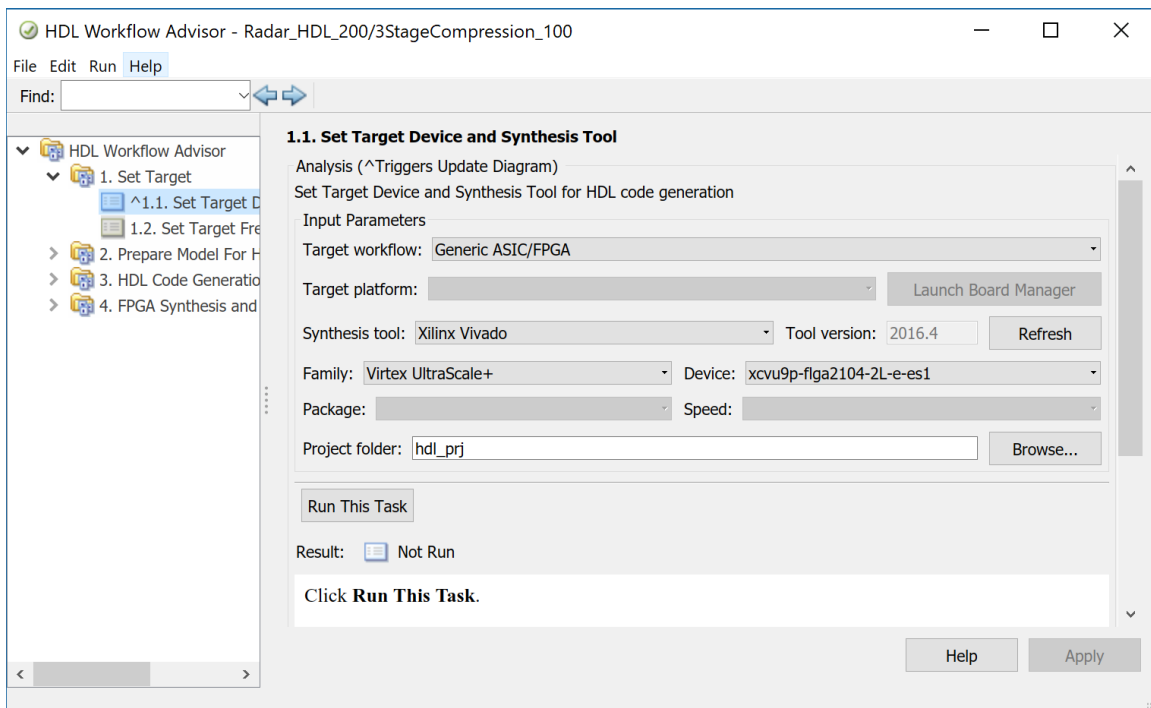 HDL Workflow Advisor - Radar_HDL_200/3StageCompression_100
File Edit Run Help
Find:
HDL Workflow Advisor
1. Set Target
^1.1. Set Target D
1.2. Set Target Fre
2. Prepare Model For H
3. HDL Code Generatio
4. FPGA Synthesis and
1.1. Set Target Device and Synthesis Tool
Analysis (^Triggers Update Diagram)
Set Target Device and Synthesis Tool for HDL code generation
Input Parameters
Target workflow: Generic ASIC/FPGA
Target platform: Launch Board Manager
Synthesis tool: Xilinx Vivado Tool version: 2016.4 Refresh
Family: Virtex UltraScale+ Device: xcvu9p-flga2104-2L-e-es1
Package: Speed:
Project folder: hdl_prj Browse...
Run This Task
Result: Not Run
Click Run This Task.
Help Apply